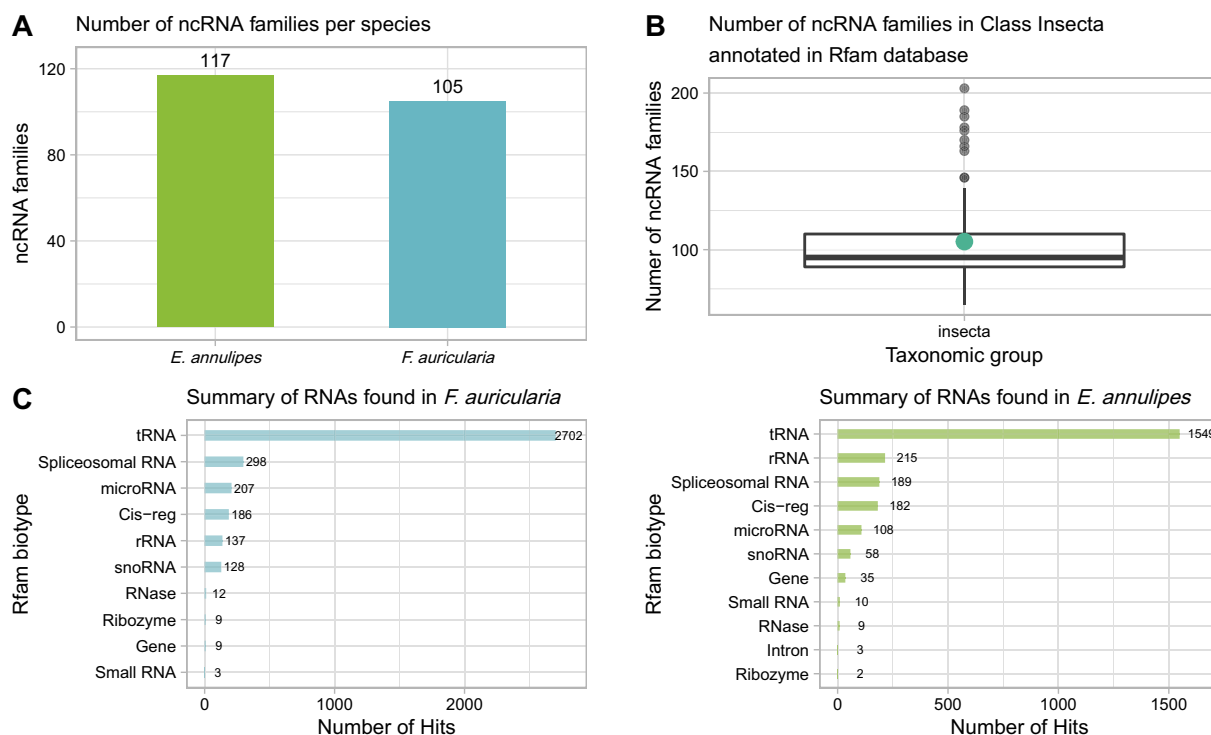 A
Number of ncRNA families per species
ncRNA families
120
80
40
0
117
105
E. annulipes
F. auricularia
B
Number of ncRNA families in Class Insecta
annotated in Rfam database
Numer of ncRNA families
200
150
100
insecta
Taxonomic group
C
Summary of RNAs found in F. auricularia
Rfam biotype
tRNA 2702
Spliceosomal RNA 298
microRNA 207
Cis−reg 186
rRNA 137
snoRNA 128
RNase 12
Ribozyme 9
Gene 9
Small RNA 3
0 1000 2000
Number of Hits
Summary of RNAs found in E. annulipes
Rfam biotype
tRNA 1549
rRNA 215
Spliceosomal RNA 189
Cis−reg 182
microRNA 108
snoRNA 58
Gene 35
Small RNA 10
RNase 9
Intron 3
Ribozyme 2
0 500 1000 1500
Number of Hits